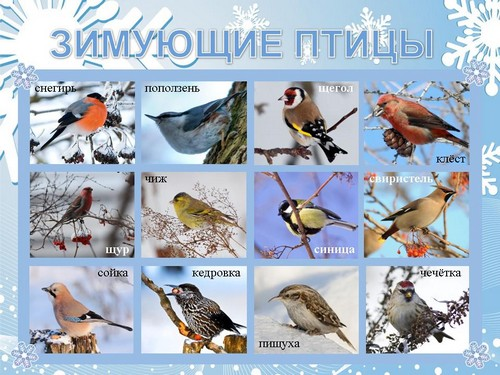 ЗИМУЮЩИЕ ПТИЦЫ
снегирь
поползень
щегол
клёст
щур
чиж
синица
свиристель
сойка
кедровка
пищуха
чечётка